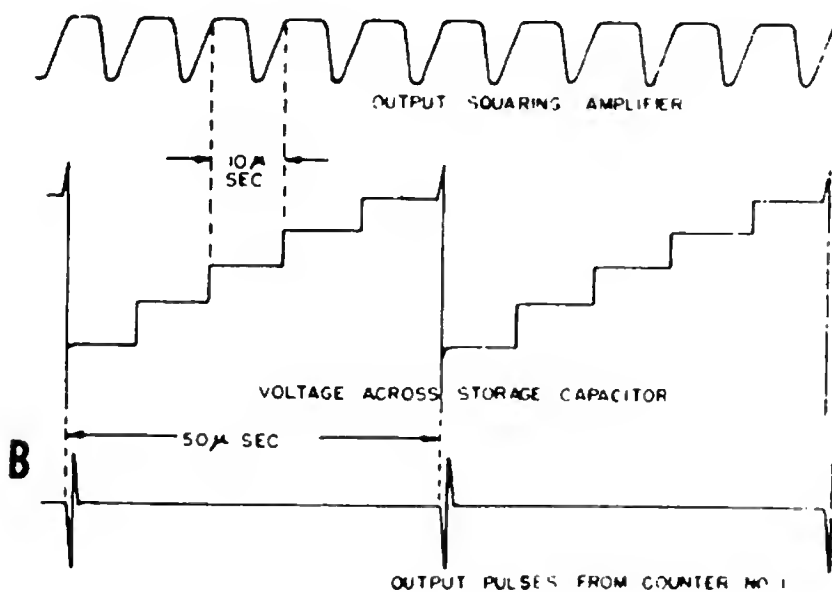 OUTPUT SQUARING AMPLIFIER
10 μ
SEC
VOLTAGE ACROSS STORAGE CAPACITOR
50 μ SEC
B
OUTPUT PULSES FROM COUNTER NO 1